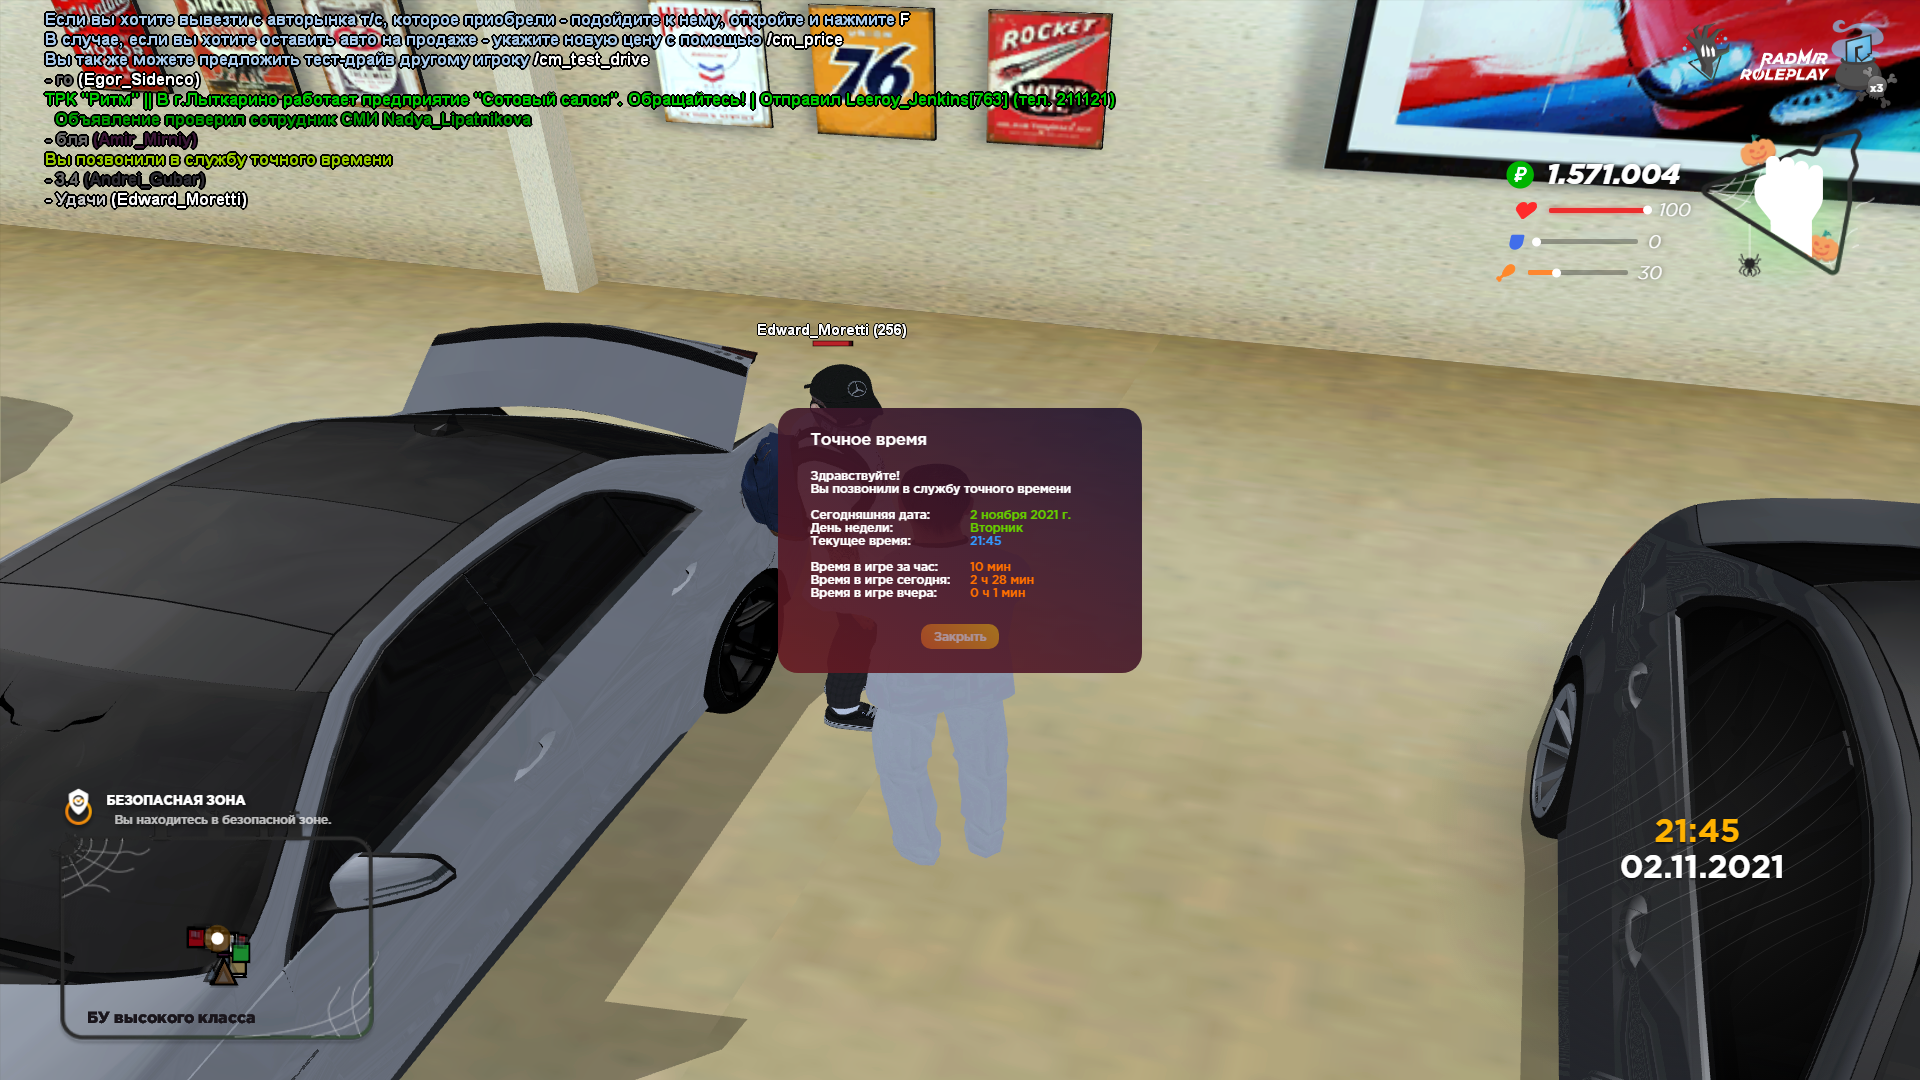 Если вы хотите вывезти с авторынка т/с, которое приобрели - подойдите к нему, откройте и нажмите F
В случае, если вы хотите оставить авто на продаже - укажите новую цену с помощью /cm_price
Вы так же можете предложить тест-драйв другому игроку /cm_test_drive
- го (Egor_Sidenco)
ТРК "Ритм" || В г.Лыткарино работает предприятие "Сотовый салон". Обращайтесь! | Отправил Leeroy_Jenkins[763] (тел. 211121)
Объявление проверил сотрудник СМИ Nadya_Lipatnikova
- бля (Amir_Mirniy)
Вы позвонили в службу точного времени
- 3.4 (Andrei_Gubar)
- Удачи (Edward_Moretti)
SINCLAIR
UNION
76
ROCKET
MOTOR
RADMIR
ROLEPLAY
x3
₽ 1.571.004
100
0
30
Edward_Moretti (256)
Точное время
Здравствуйте!
Вы позвонили в службу точного времени
Сегодняшняя дата: 2 ноября 2021 г.
День недели: Вторник
Текущее время: 21:45
Время в игре за час: 10 мин
Время в игре сегодня: 2 ч 28 мин
Время в игре вчера: 0 ч 1 мин
Закрыть
БЕЗОПАСНАЯ ЗОНА
Вы находитесь в безопасной зоне.
БУ высокого класса
21:45
02.11.2021